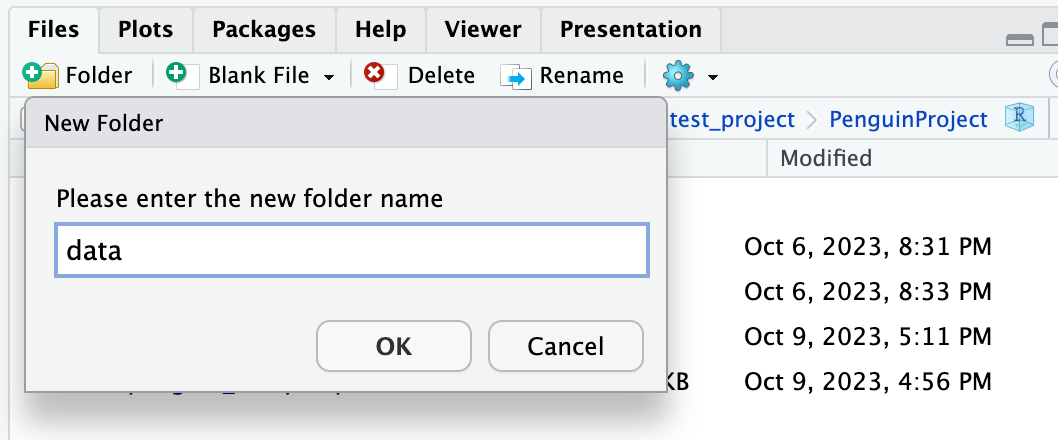 Files Plots Packages Help Viewer Presentation
Folder Blank File Delete Rename
New Folder
test_project PenguinProject R
Modified
Please enter the new folder name
data
Oct 6, 2023, 8:31 PM
Oct 6, 2023, 8:33 PM
Oct 9, 2023, 5:11 PM
OK Cancel
KB Oct 9, 2023, 4:56 PM